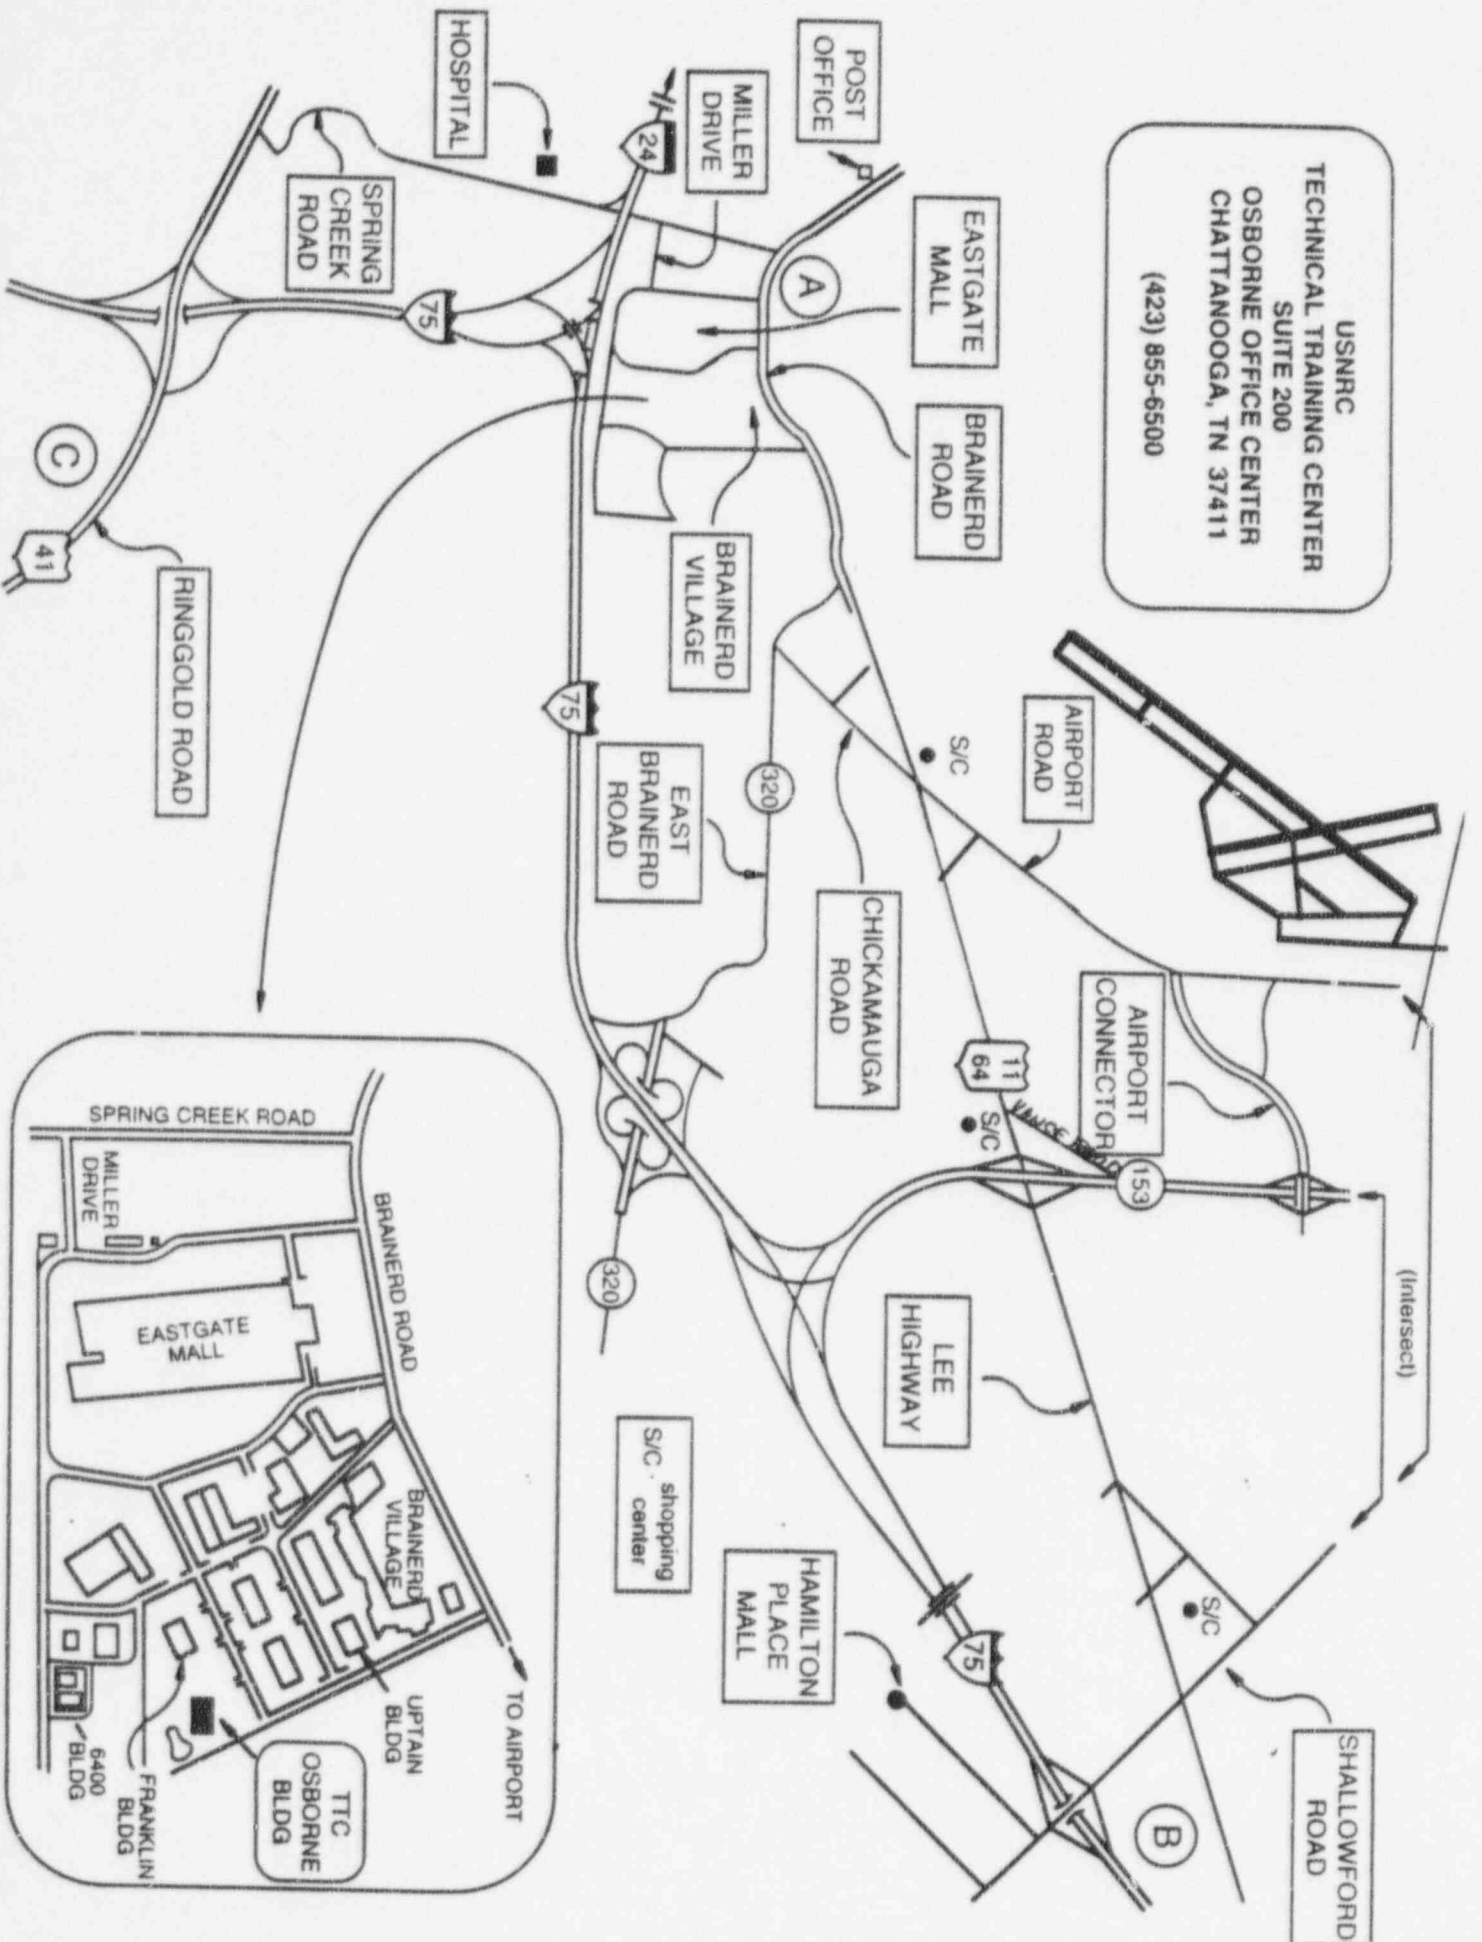 USNRC
TECHNICAL TRAINING CENTER
SUITE 200
OSBORNE OFFICE CENTER
CHATTANOOGA, TN 37411
(423) 855-6500
POST
OFFICE
MILLER
DRIVE
HOSPITAL
24
SPRING
CREEK
ROAD
75
A
EASTGATE
MALL
BRAINERD
ROAD
BRAINERD
VILLAGE
C
41
RINGGOLD ROAD
75
EAST
BRAINERD
ROAD
320
S/C
AIRPORT
ROAD
CHICKAMAUGA
ROAD
AIRPORT
CONNECTOR
11
64
S/C
VANCE ROAD
153
(Intersect)
320
LEE
HIGHWAY
S/C - shopping
center
HAMILTON
PLACE
MALL
75
S/C
SHALLOWFORD
ROAD
B
SPRING CREEK ROAD
MILLER
DRIVE
BRAINERD ROAD
EASTGATE
MALL
BRAINERD
VILLAGE
TO AIRPORT
UPTAIN
BLDG
TTC
OSBORNE
BLDG
FRANKLIN
BLDG
6400
BLDG